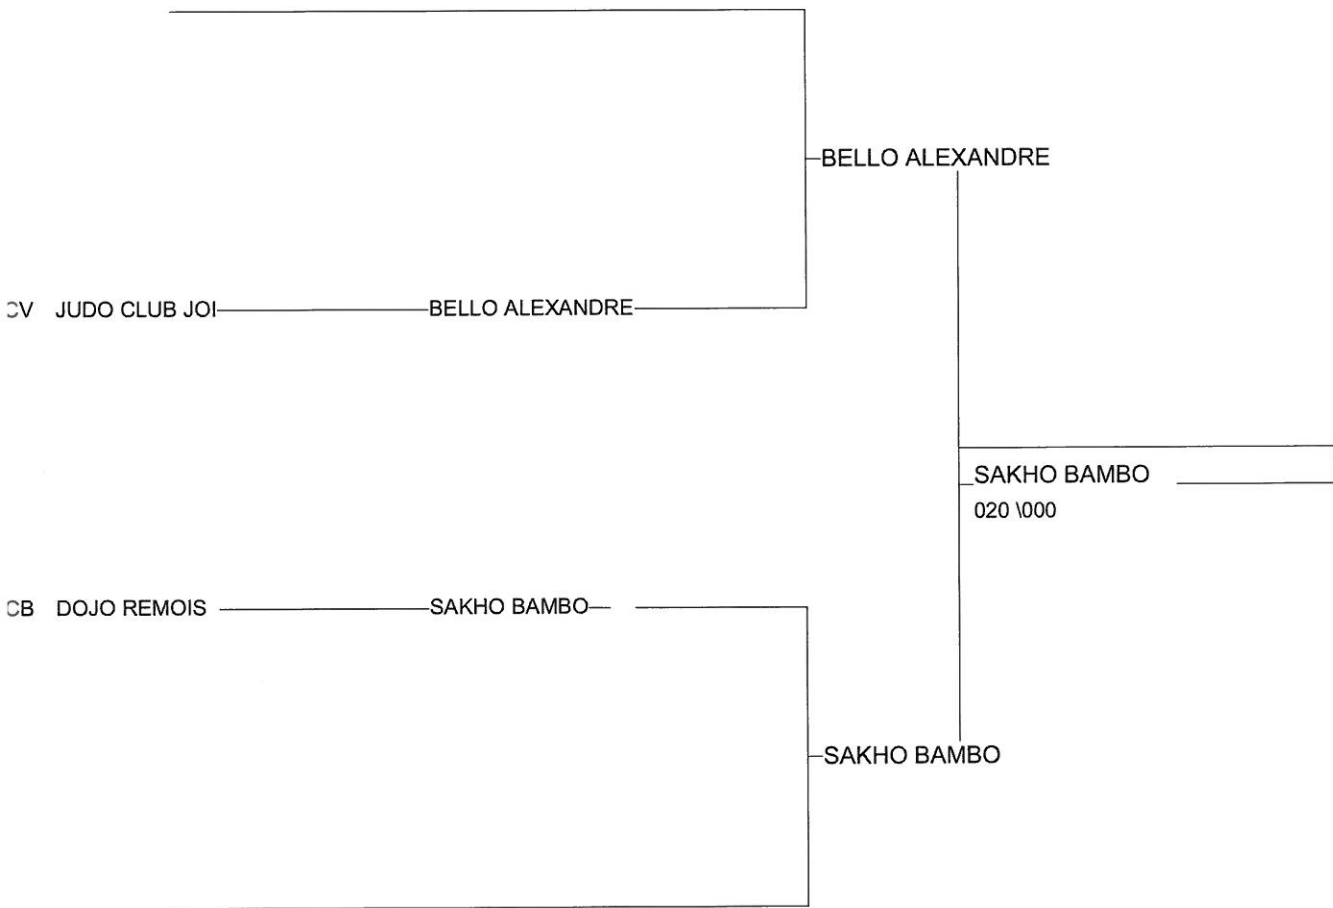 BELLO ALEXANDRE
CV JUDO CLUB JOI BELLO ALEXANDRE
SAKHO BAMBO
020 \000
CB DOJO REMOIS SAKHO BAMBO
SAKHO BAMBO